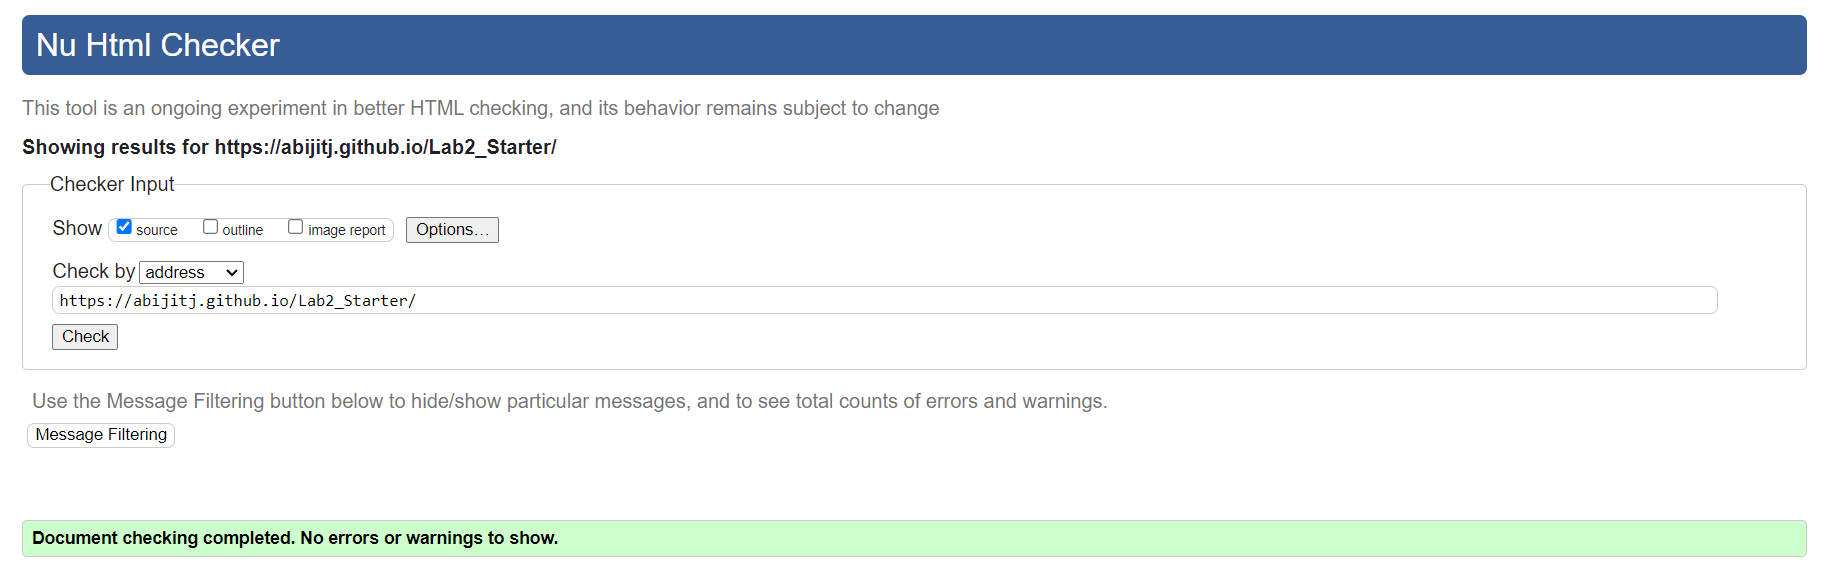 Nu Html Checker
This tool is an ongoing experiment in better HTML checking, and its behavior remains subject to change
Showing results for https://abijitj.github.io/Lab2_Starter/
Checker Input
Show source outline image report Options...
Check by address
https://abijitj.github.io/Lab2_Starter/
Check
Use the Message Filtering button below to hide/show particular messages, and to see total counts of errors and warnings.
Message Filtering
Document checking completed. No errors or warnings to show.